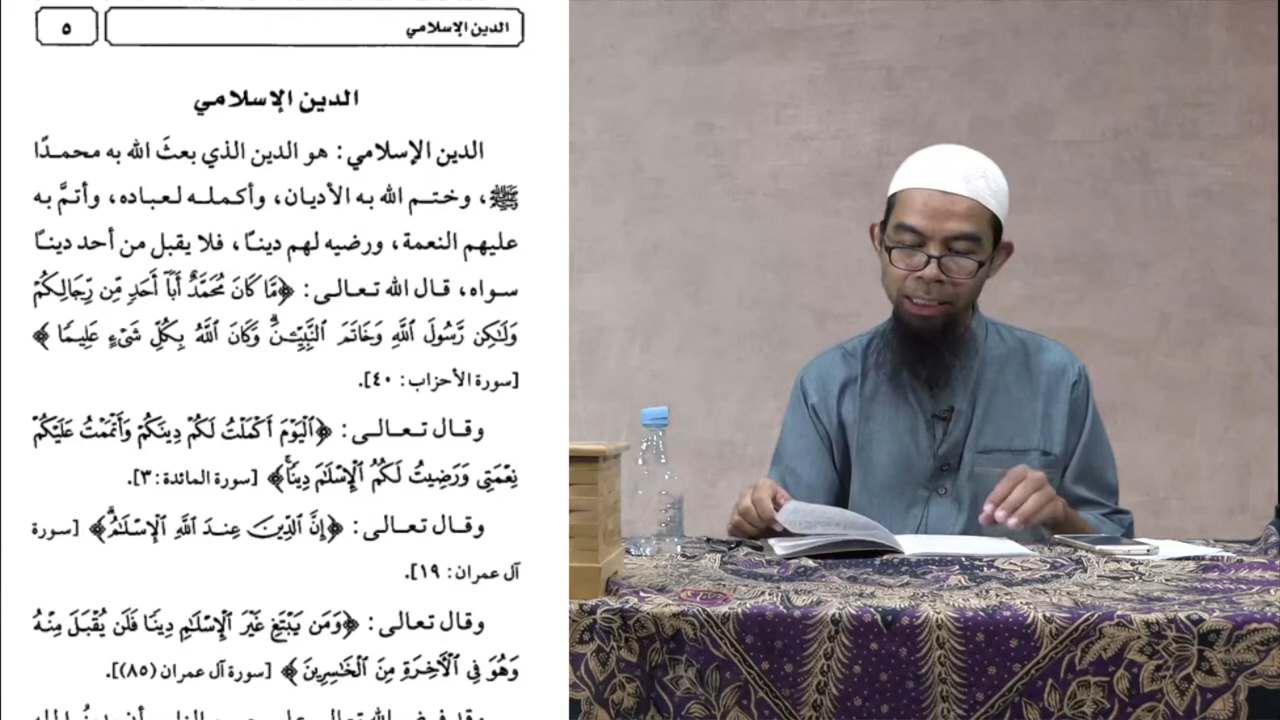 الدين الإسلامي
٥
الدين الإسلامي
الدين الإسلامي: هو الدين الذي بعثَ الله به محمدًا
ﷺ، وختم الله به الأديان، وأكمله لعباده، وأتمَّ به
عليهم النعمة، ورضيه لهم دينًا، فلا يقبل من أحد دينًا
سواه، قال الله تعالى: ﴿مَّا كَانَ مُحَمَّدٌ أَبَآ أَحَدٍ مِّن رِّجَالِكُمْ
وَلَٰكِن رَّسُولَ ٱللَّهِ وَخَاتَمَ ٱلنَّبِيِّـۧنَۗ وَكَانَ ٱللَّهُ بِكُلِّ شَىْءٍ عَلِيمًا﴾
[سورة الأحزاب: ٤٠].
وقال تعالى: ﴿ٱلْيَوْمَ أَكْمَلْتُ لَكُمْ دِينَكُمْ وَأَتْمَمْتُ عَلَيْكُمْ
نِعْمَتِى وَرَضِيتُ لَكُمُ ٱلْإِسْلَٰمَ دِينًاۚ﴾ [سورة المائدة: ٣].
وقال تعالى: ﴿إِنَّ ٱلدِّينَ عِندَ ٱللَّهِ ٱلْإِسْلَٰمُۗ﴾ [سورة
آل عمران: ١٩].
وقال تعالى: ﴿وَمَن يَبْتَغِ غَيْرَ ٱلْإِسْلَٰمِ دِينًا فَلَن يُقْبَلَ مِنْهُ
وَهُوَ فِي ٱلْآخِرَةِ مِنَ ٱلْخَٰسِرِينَ﴾ [سورة آل عمران (٨٥)].